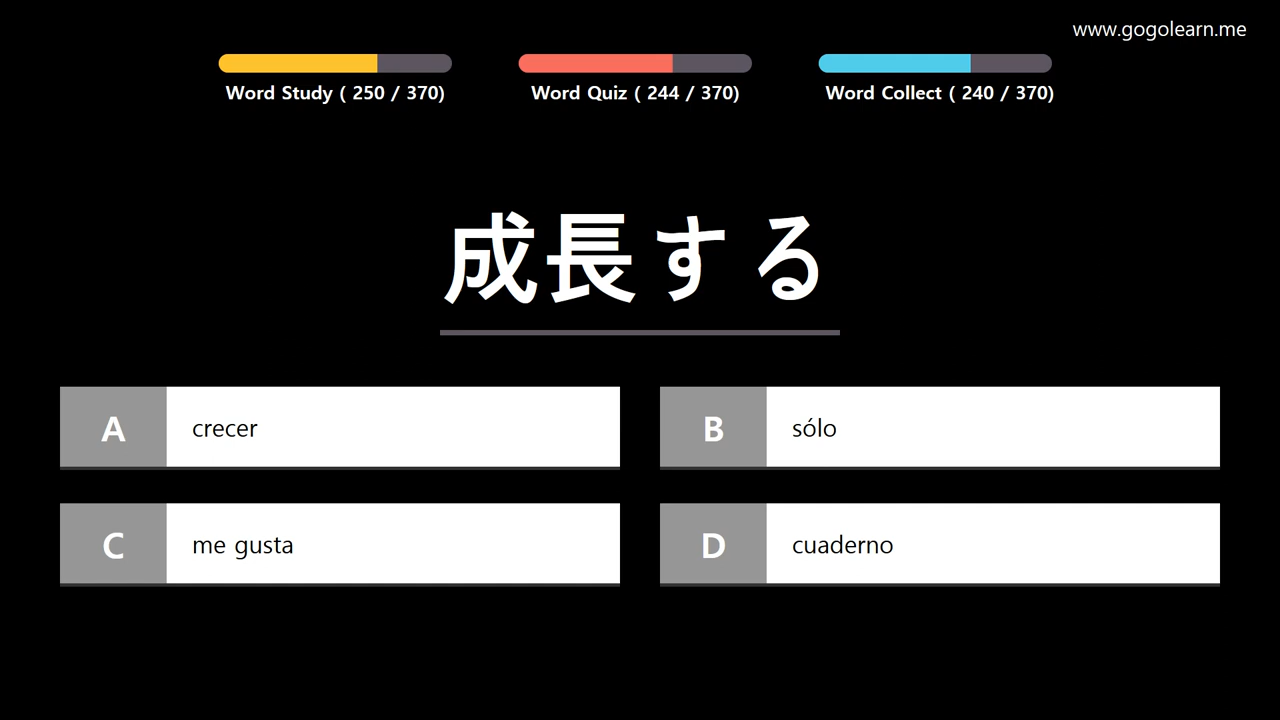 www.gogolearn.me
Word Study ( 250 / 370)
Word Quiz ( 244 / 370)
Word Collect ( 240 / 370)
成長する
A crecer
B sólo
C me gusta
D cuaderno